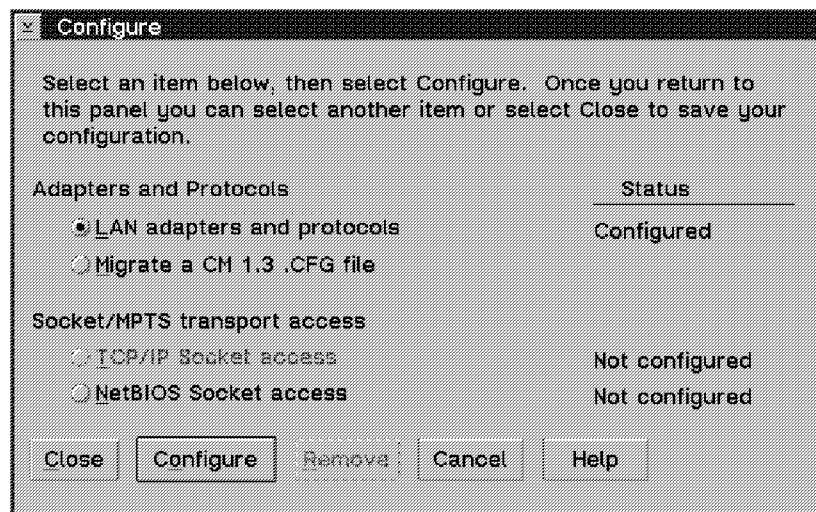 Configure
Select an item below, then select Configure. Once you return to
this panel you can select another item or select Close to save your
configuration.
Adapters and Protocols Status
LAN adapters and protocols Configured
Migrate a CM 1.3 .CFG file
Socket/MPTS transport access
TCP/IP Socket access Not configured
NetBIOS Socket access Not configured
Close Configure Remove Cancel Help